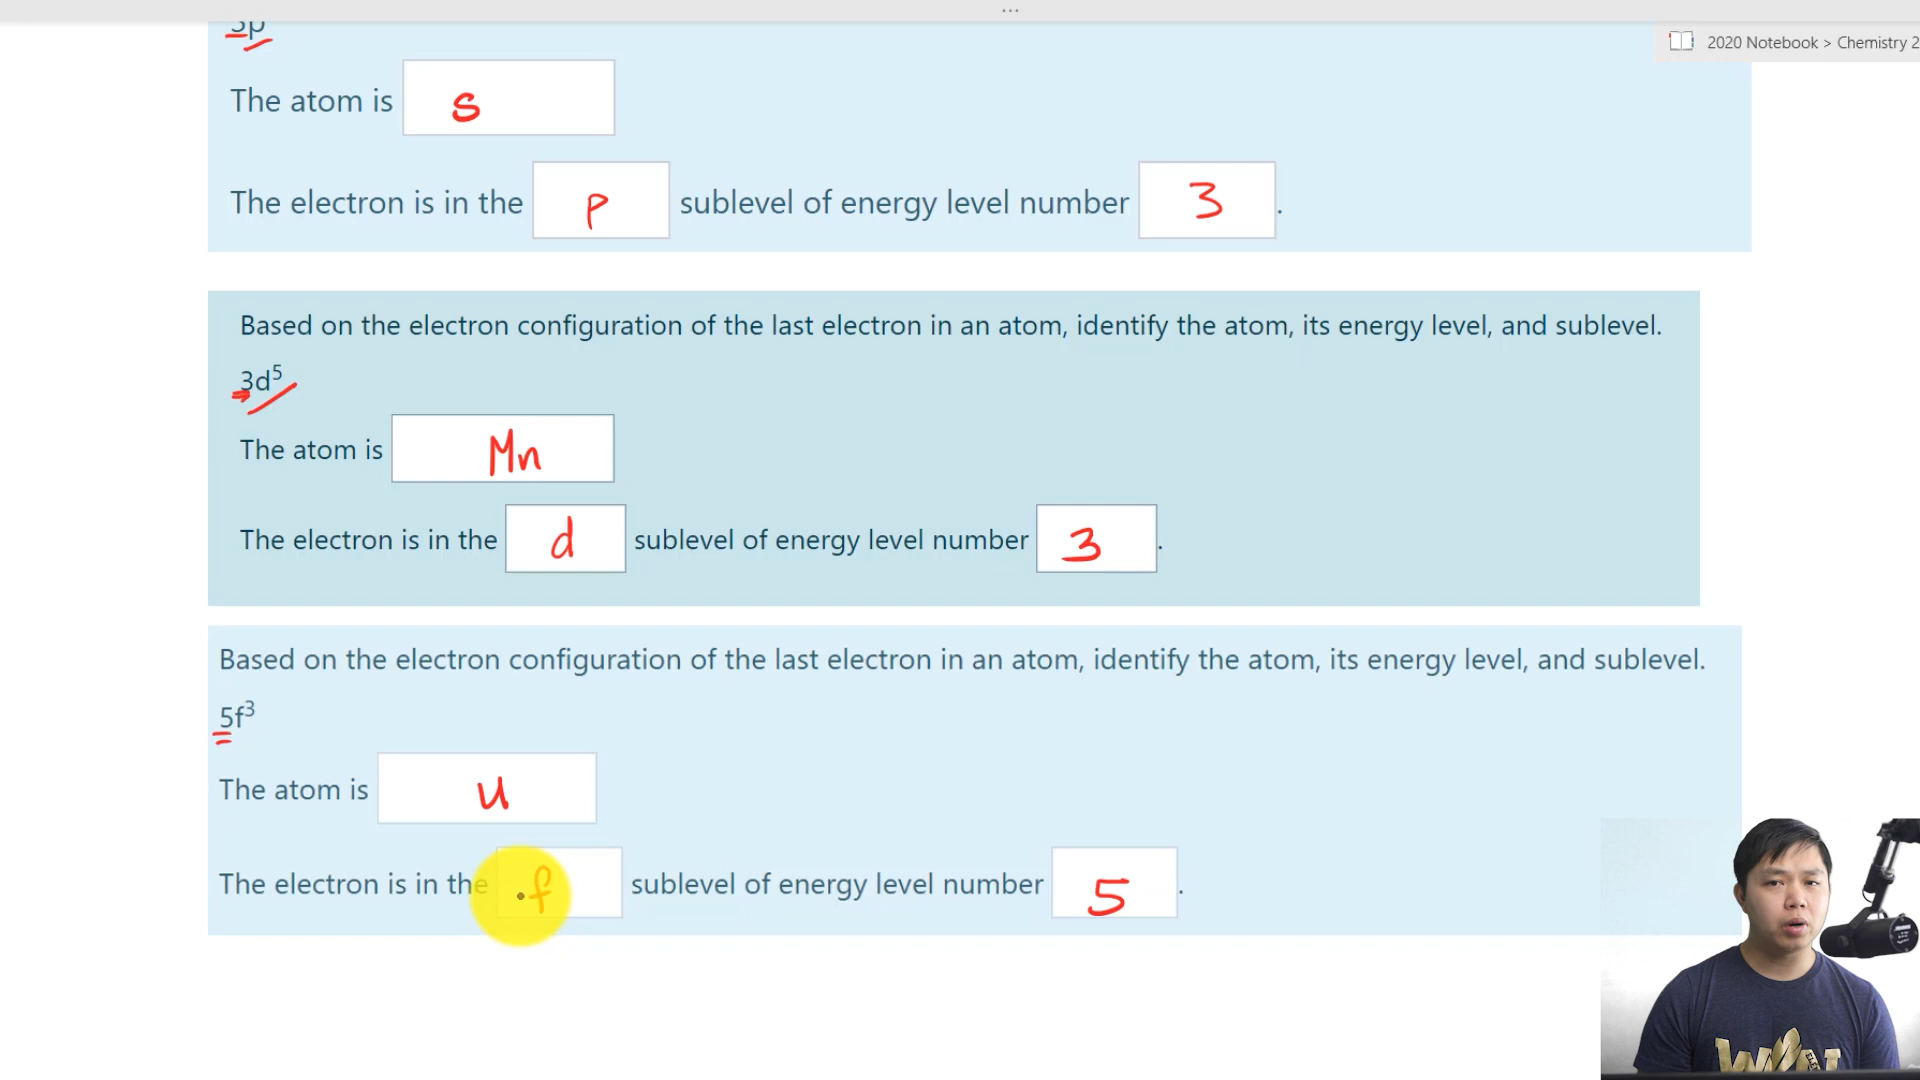 ...
2020 Notebook > Chemistry 2
3p
The atom is s
The electron is in the p sublevel of energy level number 3.
Based on the electron configuration of the last electron in an atom, identify the atom, its energy level, and sublevel.
3d⁵
The atom is Mn
The electron is in the d sublevel of energy level number 3.
Based on the electron configuration of the last electron in an atom, identify the atom, its energy level, and sublevel.
5f³
The atom is U
The electron is in the f sublevel of energy level number 5.